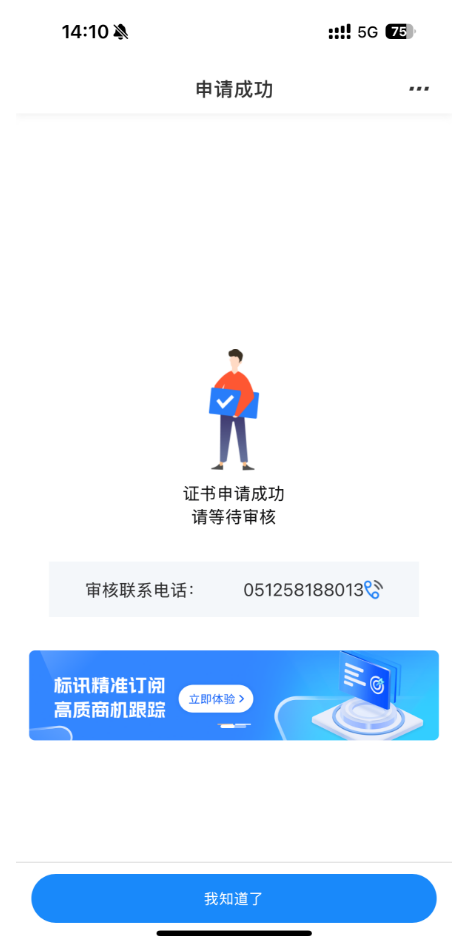 14:10
5G
75
申请成功
证书申请成功
请等待审核
审核联系电话：
051258188013
标讯精准订阅
高质商机跟踪
立即体验
我知道了